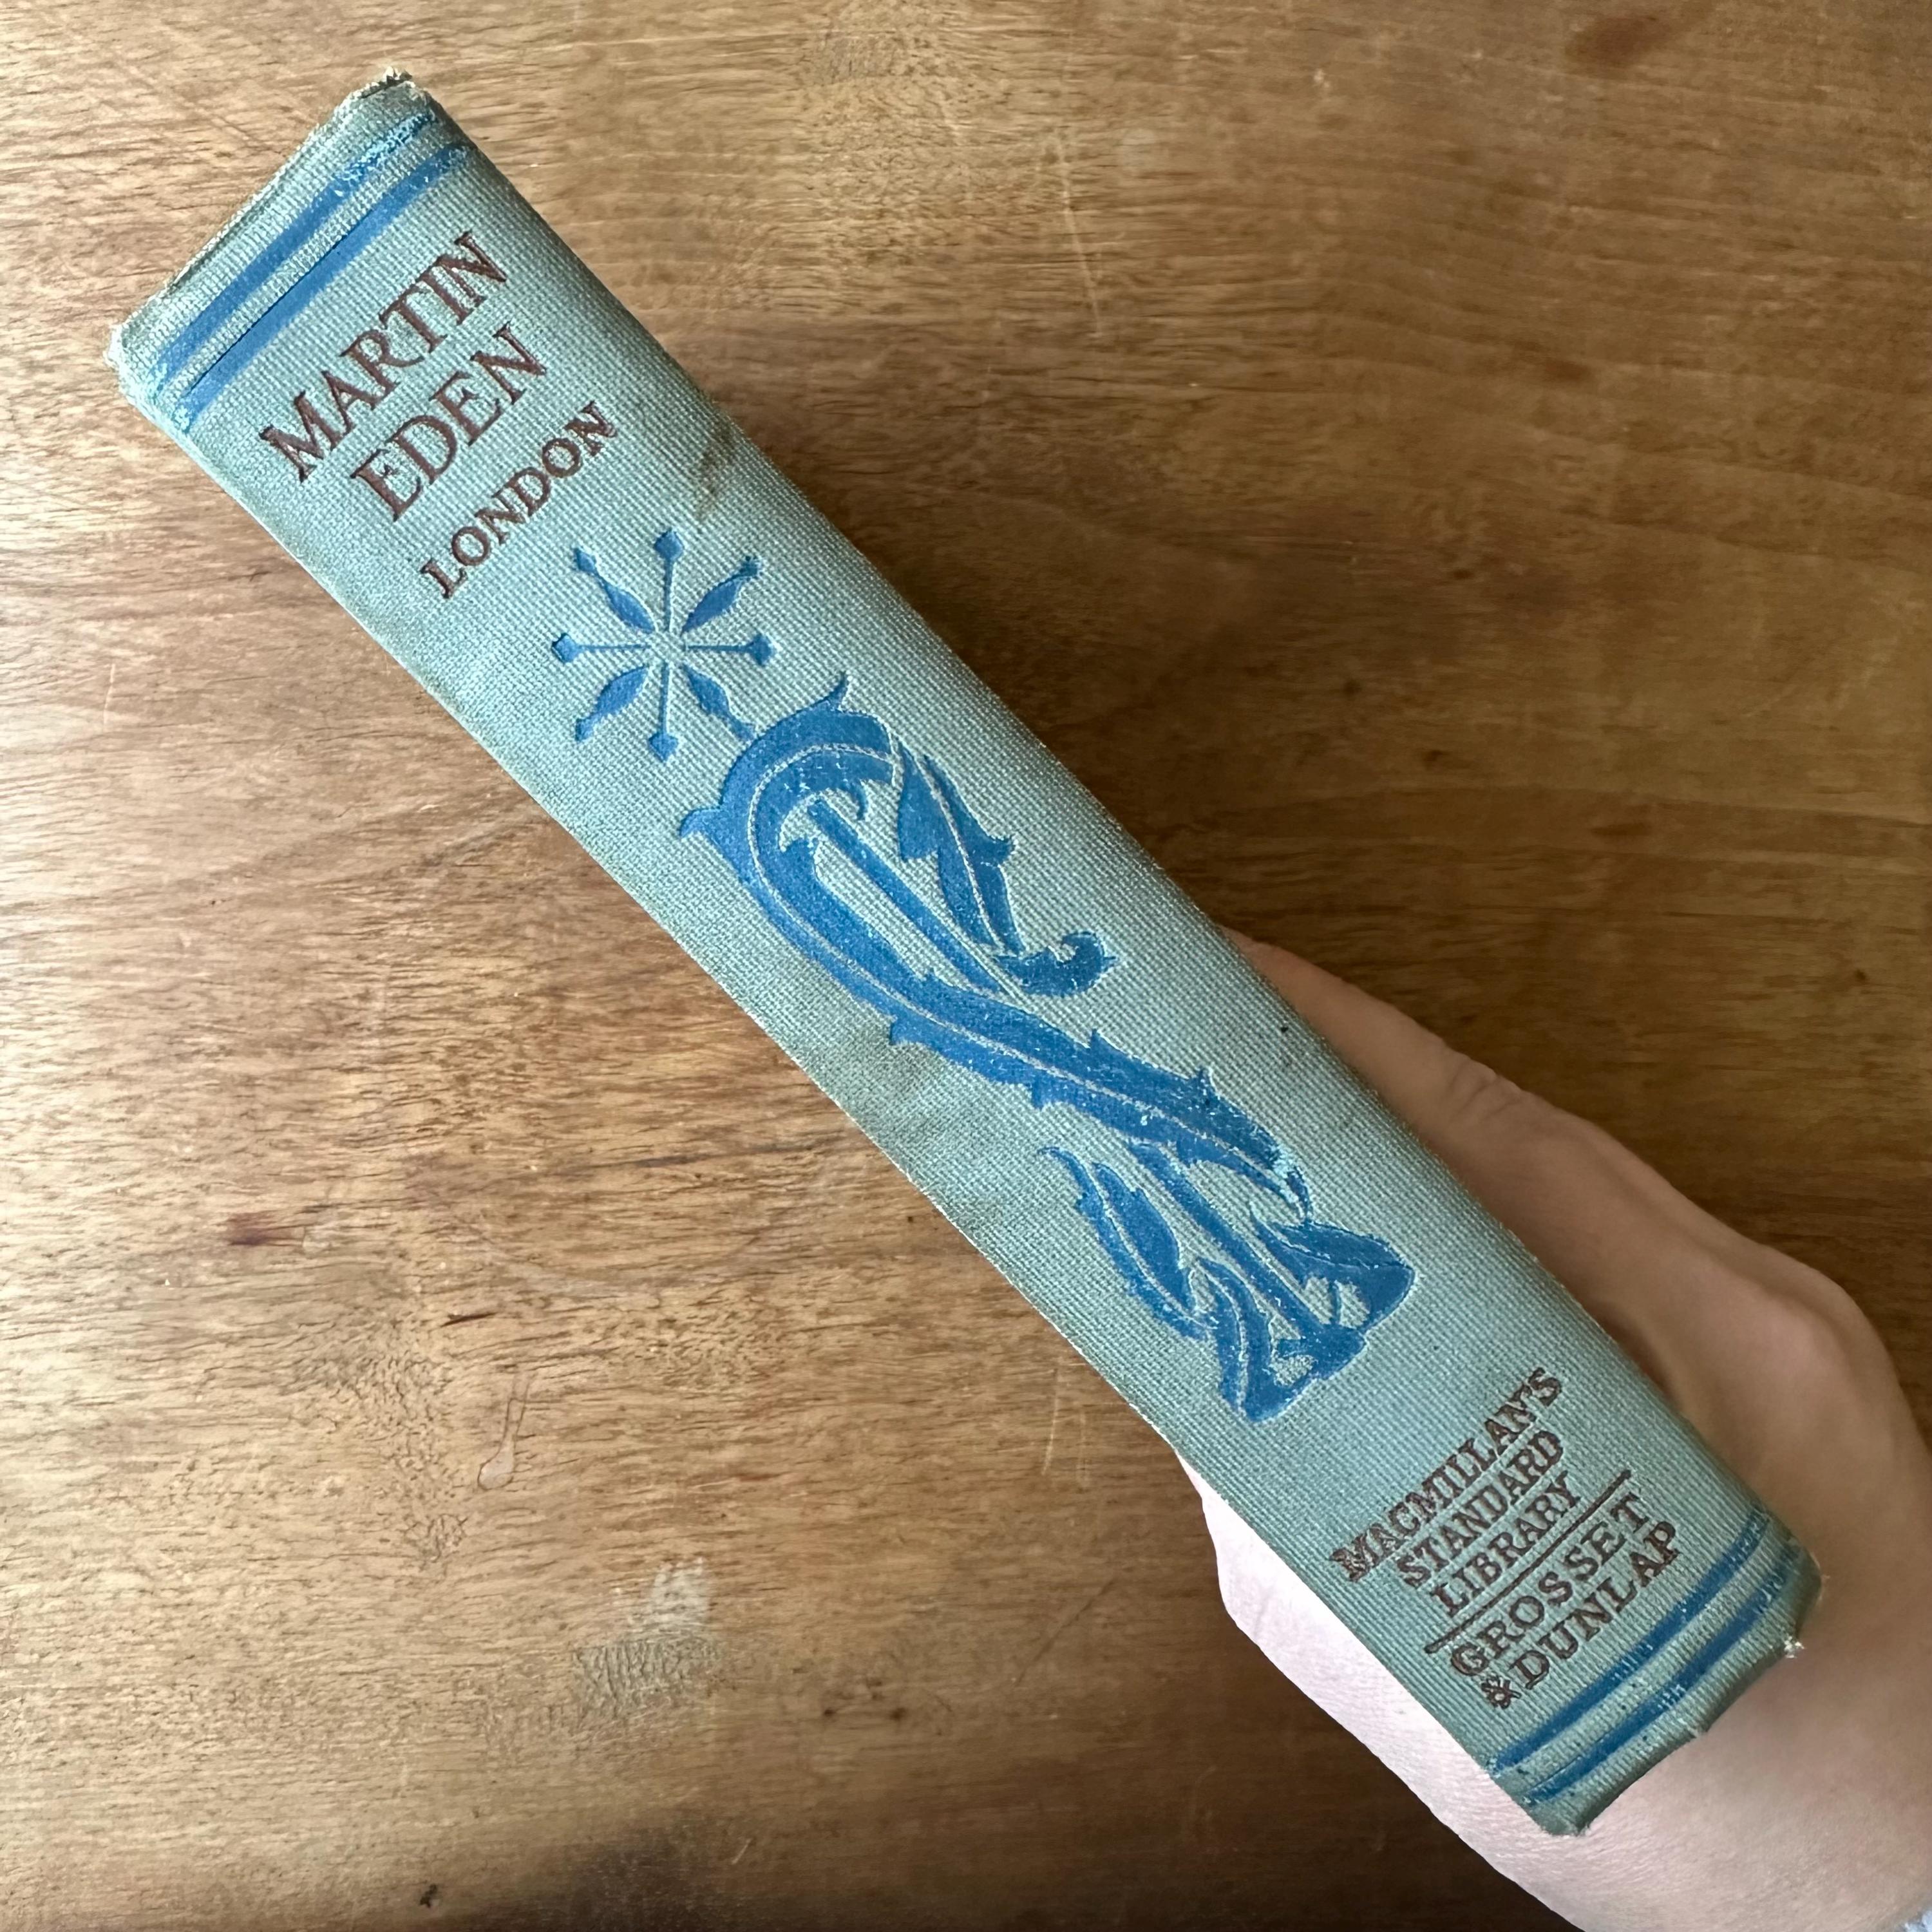 MARTIN
EDEN
LONDON
MACMILLAN'S
STANDARD
LIBRARY
GROSSET
& DUNLAP